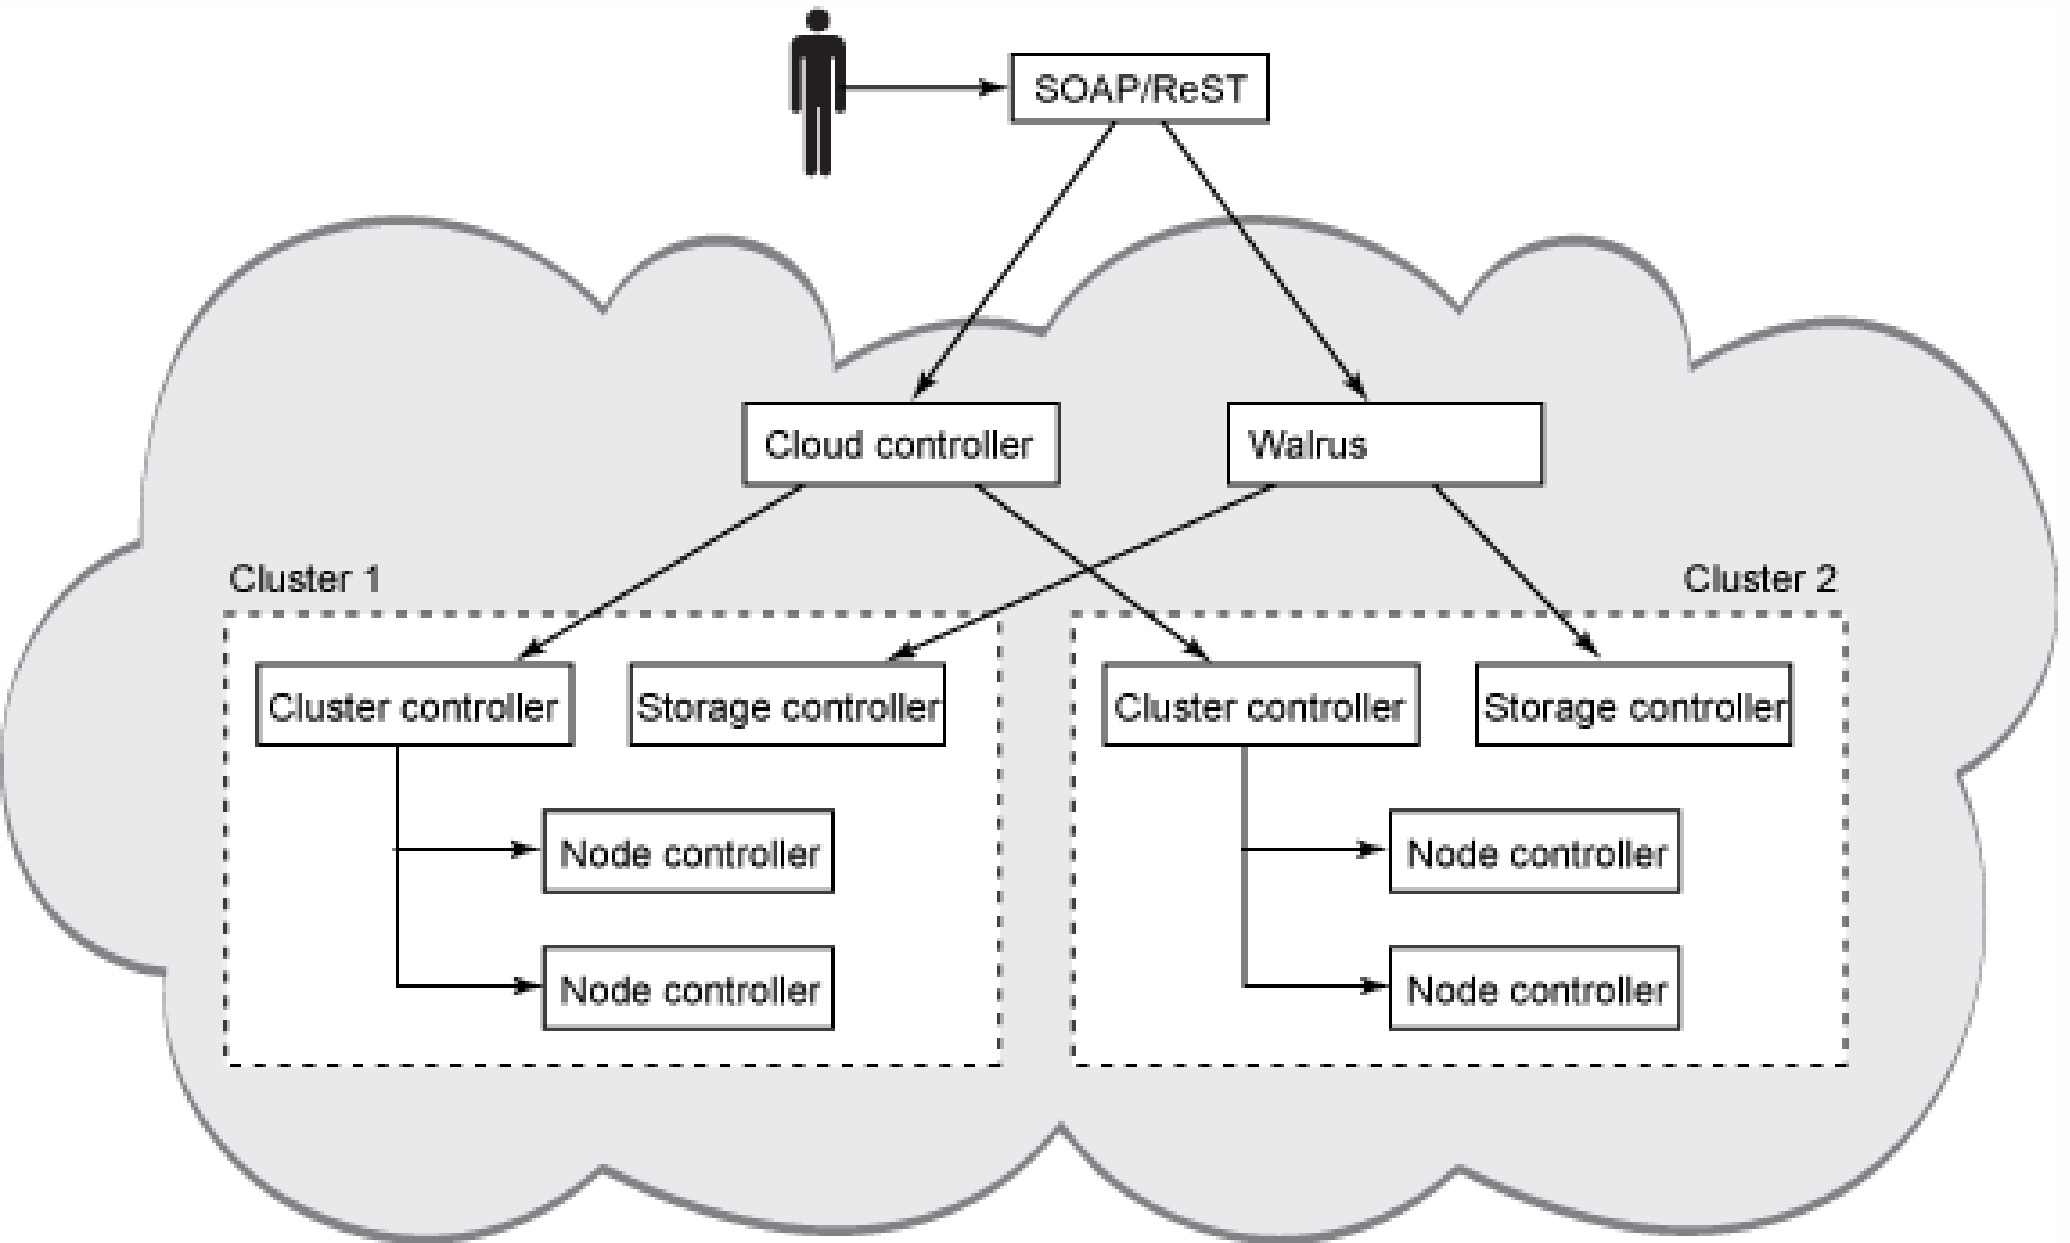 SOAP/ReST
Cloud controller
Walrus
Cluster 1
Cluster 2
Cluster controller
Storage controller
Cluster controller
Storage controller
Node controller
Node controller
Node controller
Node controller